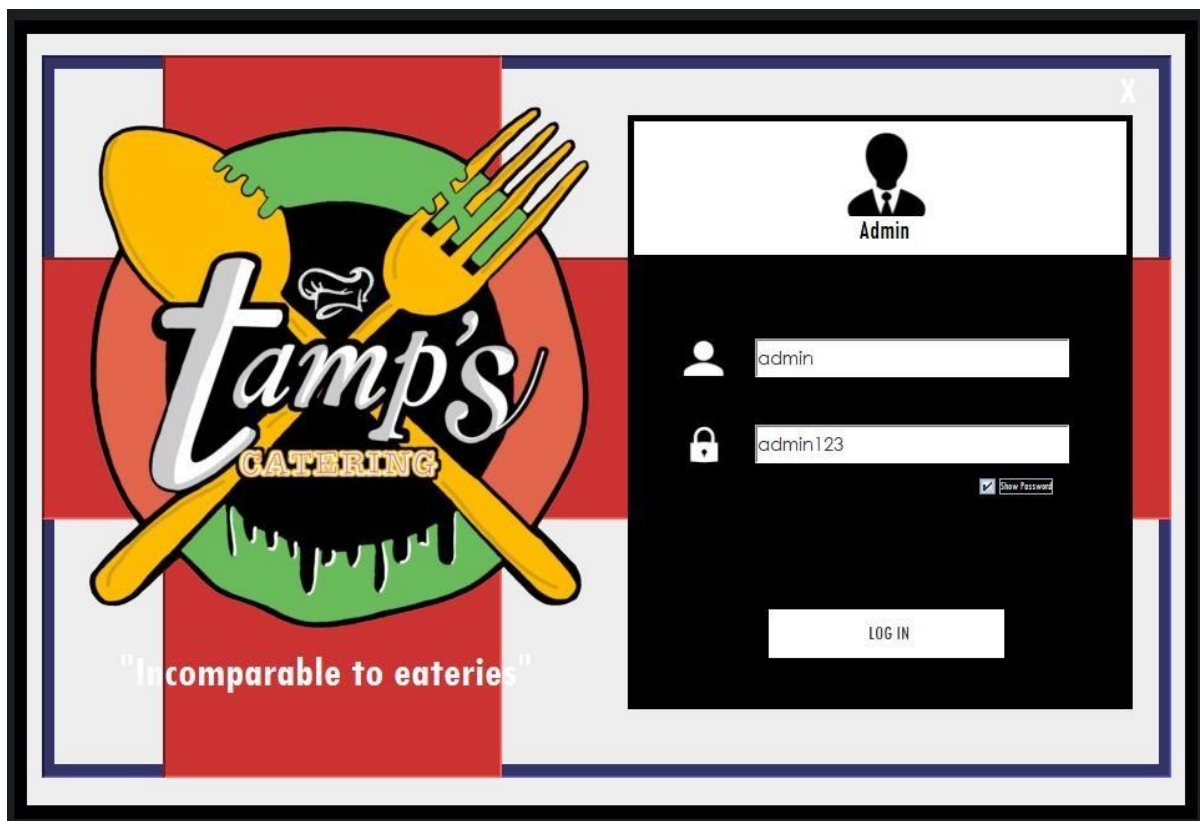 X
Admin
tamp's
CATERING
admin
admin123
Show Password
LOG IN
"Incomparable to eateries"